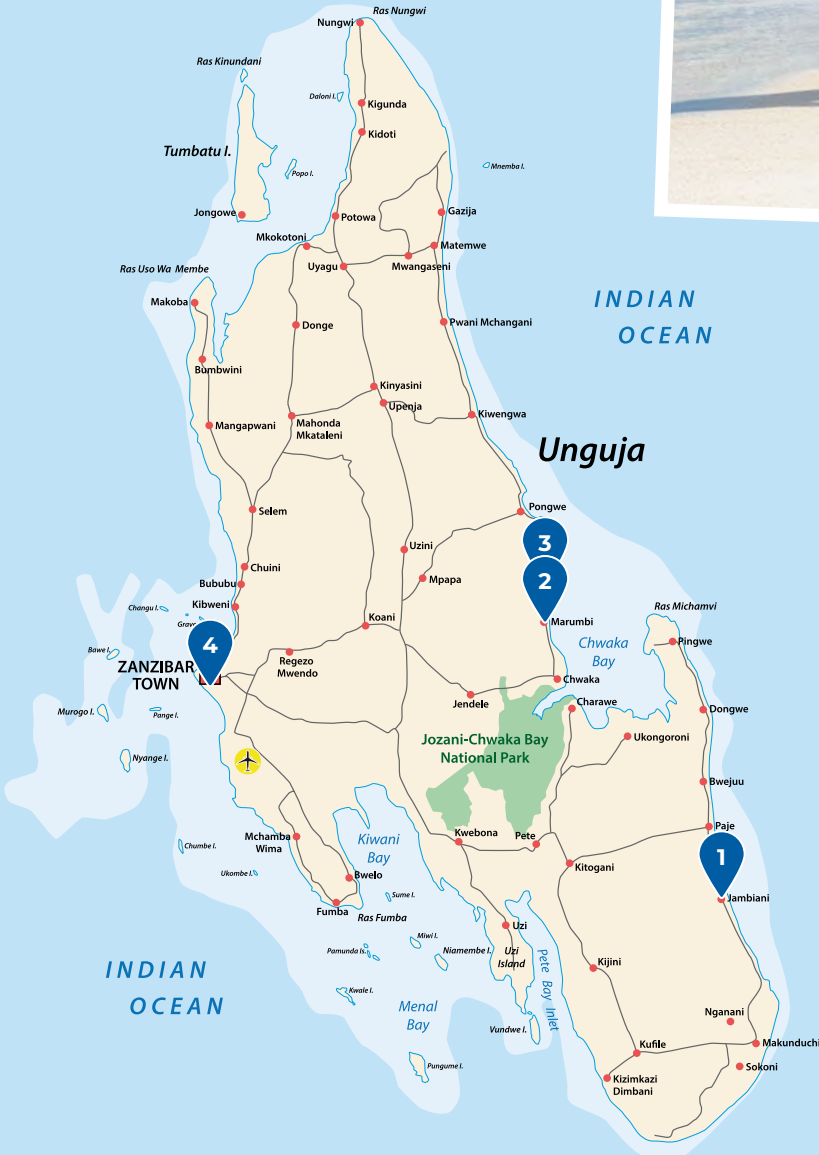 Ras Nungwi
Nungwi
Ras Kinundani
Daloni I.
Kigunda
Kidoti
Tumbatu I.
Popo I.
Mnemba I.
Jongowe
Potowa
Gazija
Mkokotoni
Matemwe
Uyagu
Mwangaseni
Ras Uso Wa Membe
Makoba
INDIAN
OCEAN
Donge
Pwani Mchangani
Bumbwini
Kinyasini
Upenja
Kiwengwa
Mangapwani
Mahonda
Mkataleni
Unguja
Selem
Pongwe
3
Uzini
Chuini
Mpapa
2
Bububu
Kibweni
Changu I.
Koani
Marumbi
Ras Michamvi
4
Chwaka
Bay
Pingwe
Bawe I.
ZANZIBAR
TOWN
Regezo
Mwendo
Chwaka
Jendele
Charawe
Dongwe
Murogo I.
Pange I.
Jozani-Chwaka Bay
National Park
Ukongoroni
Nyange I.
Bwejuu
Paje
Chumbe I.
Mchamba
Wima
Kiwani
Bay
Kwebona
Pete
1
Kitogani
Ukombe I.
Bwelo
Sume I.
Jambiani
Fumba
Ras Fumba
Uzi
Miwi I.
Niamembe I.
Uzi
Island
Pete Bay Inlet
Pamunda Is.
Kijini
INDIAN
OCEAN
Kwale I.
Menal
Bay
Vundwe I.
Nganani
Makunduchi
Kufile
Pungume I.
Sokoni
Kizimkazi
Dimbani